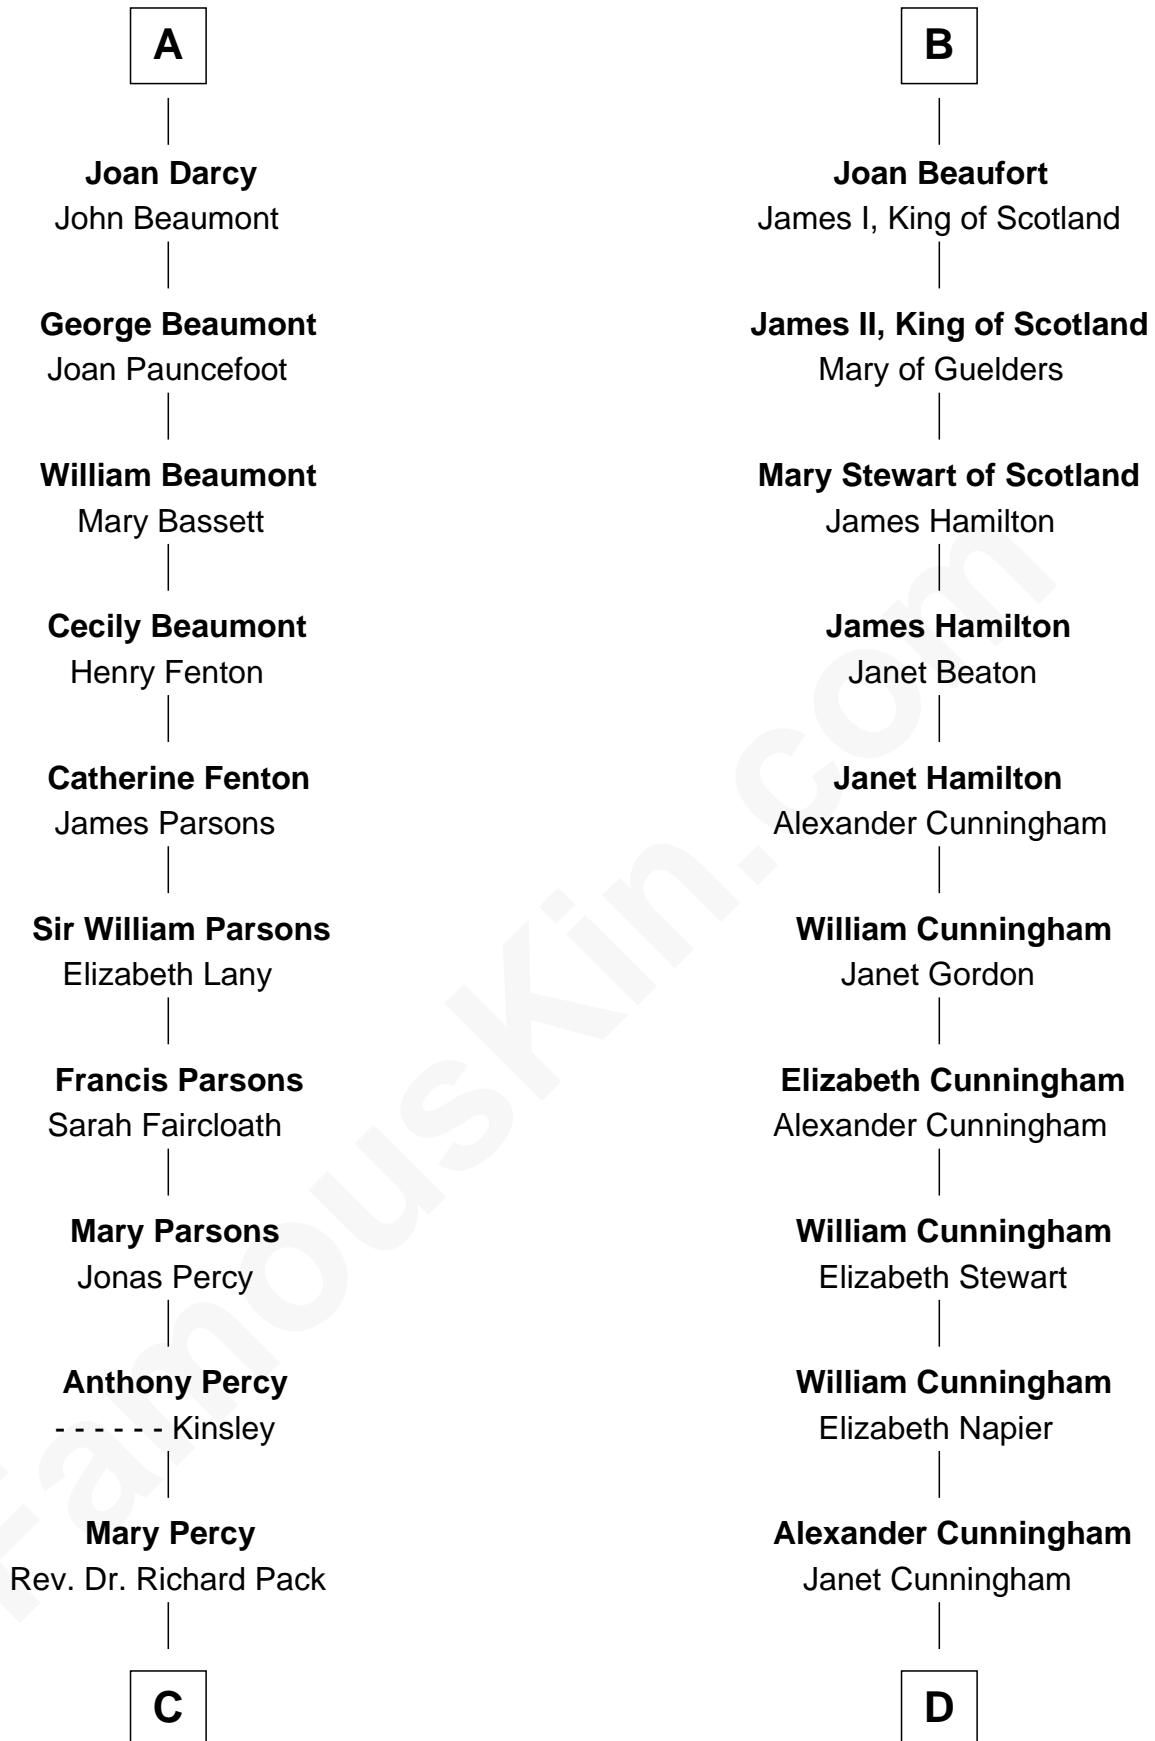 A
Joan Darcy
John Beaumont
George Beaumont
Joan Pauncefoot
William Beaumont
Mary Bassett
Cecily Beaumont
Henry Fenton
Catherine Fenton
James Parsons
Sir William Parsons
Elizabeth Lany
Francis Parsons
Sarah Faircloath
Mary Parsons
Jonas Percy
Anthony Percy
- - - - - - Kinsley
Mary Percy
Rev. Dr. Richard Pack
C
B
Joan Beaufort
James I, King of Scotland
James II, King of Scotland
Mary of Guelders
Mary Stewart of Scotland
James Hamilton
James Hamilton
Janet Beaton
Janet Hamilton
Alexander Cunningham
William Cunningham
Janet Gordon
Elizabeth Cunningham
Alexander Cunningham
William Cunningham
Elizabeth Stewart
William Cunningham
Elizabeth Napier
Alexander Cunningham
Janet Cunningham
D
FamousKin.com